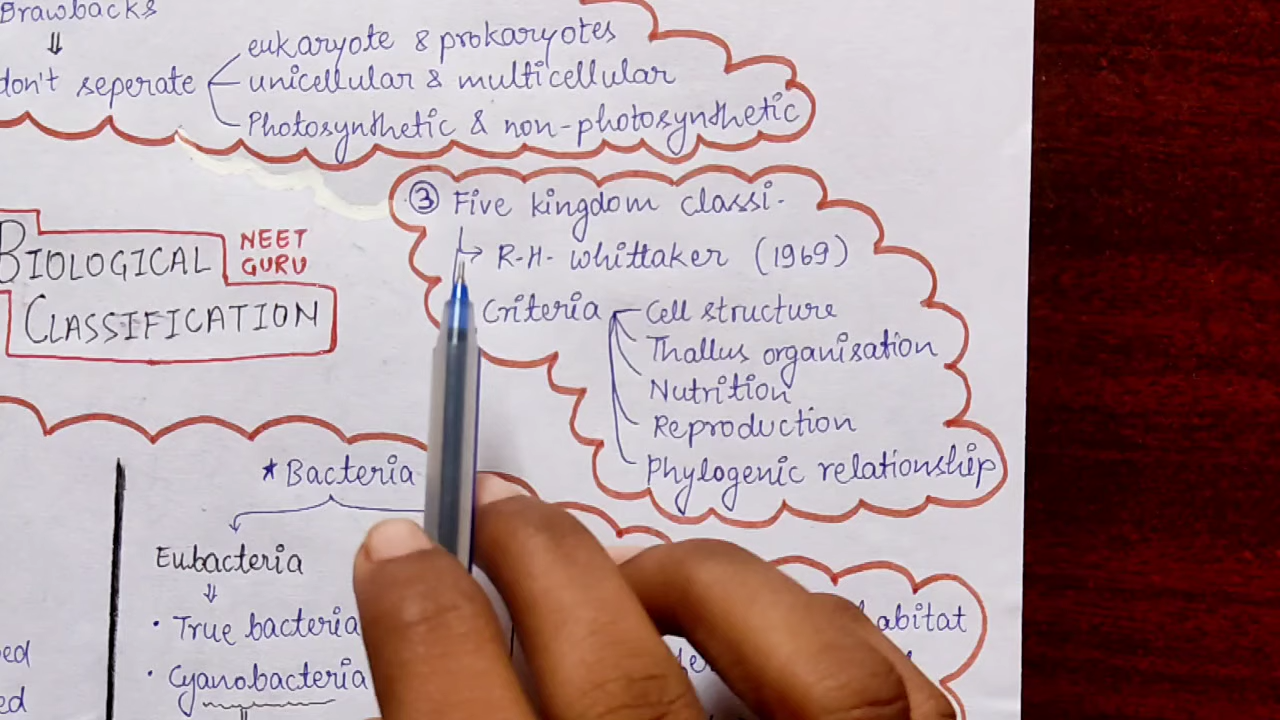 Drawbacks
⇓
don't seperate
eukaryote & prokaryotes
unicellular & multicellular
Photosynthetic & non-photosynthetic
③ Five kingdom classi.
→ R.H. whittaker (1969)
Criteria
Cell structure
Thallus organisation
Nutrition
Reproduction
Phylogenic relationship
BIOLOGICAL
CLASSIFICATION
NEET
GURU
* Bacteria
Eubacteria
⇓
• True bacteria
• Cyanobacteria